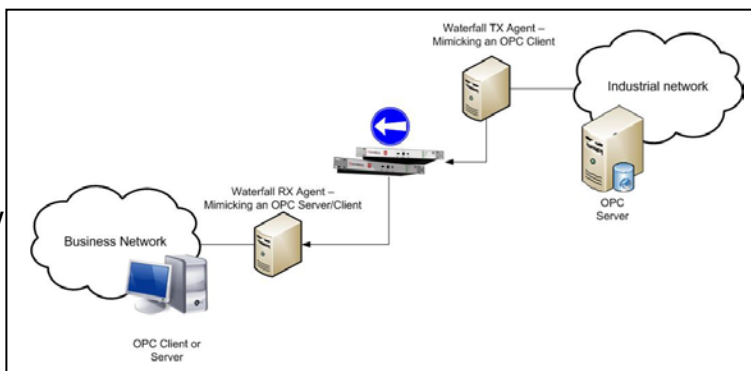 Waterfall TX Agent –
Mimicking an OPC Client
Industrial network
OPC
Server
Waterfall RX Agent –
Mimicking an OPC Server/Client
Business Network
OPC Client or
Server